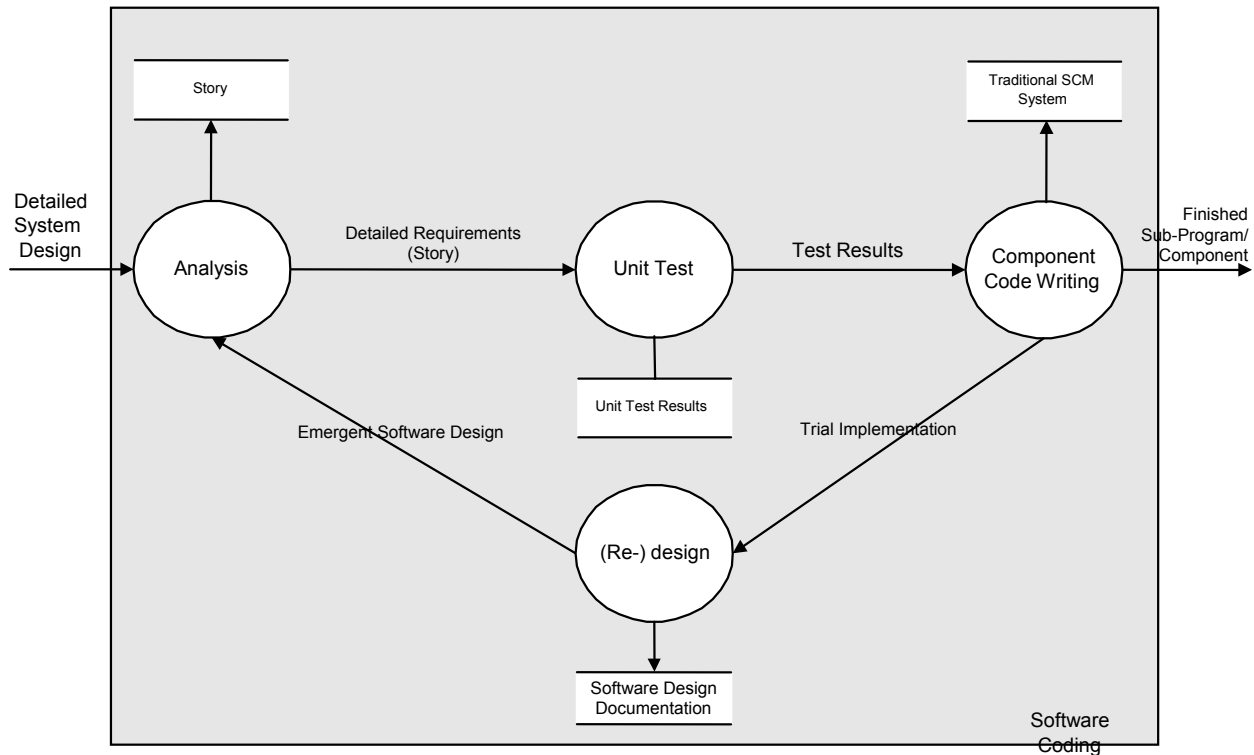 Story
Traditional SCM
System
Detailed
System
Design
Analysis
Detailed Requirements
(Story)
Unit Test
Test Results
Component
Code Writing
Finished
Sub-Program/
Component
Unit Test Results
Emergent Software Design
Trial Implementation
(Re-) design
Software Design
Documentation
Software
Coding